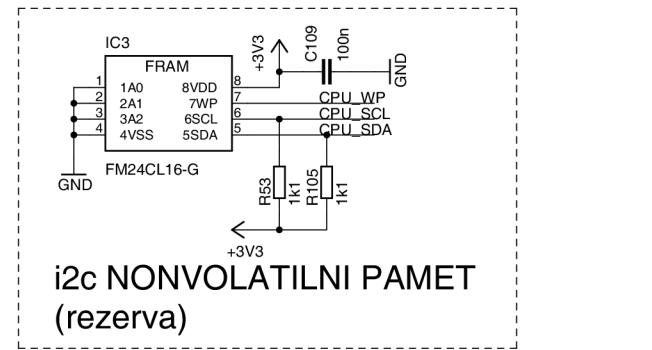 IC3
FRAM
1 1A0 8VDD 8
2 2A1 7WP 7
3 3A2 6SCL 6
4 4VSS 5SDA 5
FM24CL16-G
GND
+3V3
C109
100n
GND
CPU_WP
CPU_SCL
CPU_SDA
R53
1k1
R105
1k1
+3V3
i2c NONVOLATILNI PAMET
(rezerva)